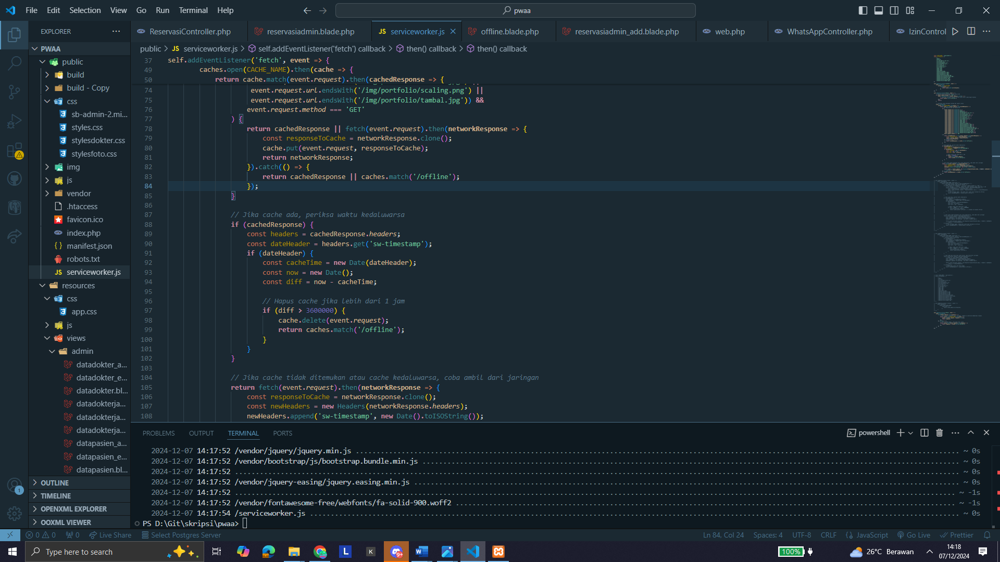 File Edit Selection View Go Run Terminal Help
pwaa
EXPLORER
ReservasiController.php
reservasiadmin.blade.php
JS serviceworker.js
offline.blade.php
reservasiadmin_add.blade.php
web.php
WhatsAppController.php
IzinControl
public > JS serviceworker.js > self.addEventListener('fetch') callback > then() callback > then() callback
PWAA
public
build
build - Copy
css
sb-admin-2.mi...
styles.css
stylesdokter.css
stylesfoto.css
img
js
vendor
.htaccess
favicon.ico
index.php
manifest.json
robots.txt
JS serviceworker.js
resources
css
app.css
js
views
admin
datadokter_a...
datadokter_e...
datadokter.bl...
datadokterja...
datadokterja...
datadokterja...
datapasien_a...
datapasien_e...
datapasien.bl...
OUTLINE
TIMELINE
OPENXML EXPLORER
OOXML VIEWER
37 self.addEventListener('fetch', event => {
49 caches.open(CACHE_NAME).then(cache => {
50 return cache.match(event.request).then(cachedResponse => {
74 event.request.url.endsWith('/img/portfolio/scaling.png') ||
75 event.request.url.endsWith('/img/portfolio/tambal.jpg')) &&
76 event.request.method === 'GET'
77 ) {
78 return cachedResponse || fetch(event.request).then(networkResponse => {
79 const responseToCache = networkResponse.clone();
80 cache.put(event.request, responseToCache);
81 return networkResponse;
82 }).catch(() => {
83 return cachedResponse || caches.match('/offline');
84 });
85 }
86
87 // Jika cache ada, periksa waktu kedaluwarsa
88 if (cachedResponse) {
89 const headers = cachedResponse.headers;
90 const dateHeader = headers.get('sw-timestamp');
91 if (dateHeader) {
92 const cacheTime = new Date(dateHeader);
93 const now = new Date();
94 const diff = now - cacheTime;
95
96 // Hapus cache jika lebih dari 1 jam
97 if (diff > 3600000) {
98 cache.delete(event.request);
99 return caches.match('/offline');
100 }
101 }
102 }
103
104 // Jika cache tidak ditemukan atau cache kedaluwarsa, coba ambil dari jaringan
105 return fetch(event.request).then(networkResponse => {
106 const responseToCache = networkResponse.clone();
107 const newHeaders = new Headers(networkResponse.headers);
108 newHeaders.append('sw-timestamp', new Date().toISOString());
PROBLEMS OUTPUT TERMINAL PORTS
powershell
2024-12-07 14:17:52 /vendor/jquery/jquery.min.js ~ 0s
2024-12-07 14:17:52 /vendor/bootstrap/js/bootstrap.bundle.min.js ~ 0s
2024-12-07 14:17:52 ~ 0s
2024-12-07 14:17:52 /vendor/jquery-easing/jquery.easing.min.js ~ 0s
2024-12-07 14:17:52 ~ -1s
2024-12-07 14:17:52 /vendor/fontawesome-free/webfonts/fa-solid-900.woff2 ~ -1s
2024-12-07 14:17:54 /serviceworker.js ~ 0s
PS D:\Git\skripsi\pwaa>
0 0 0 Live Share Select Postgres Server
Ln 84, Col 24 Spaces: 4 UTF-8 CRLF JavaScript Go Live Prettier
Type here to search
100%
26°C Berawan
14:18
07/12/2024